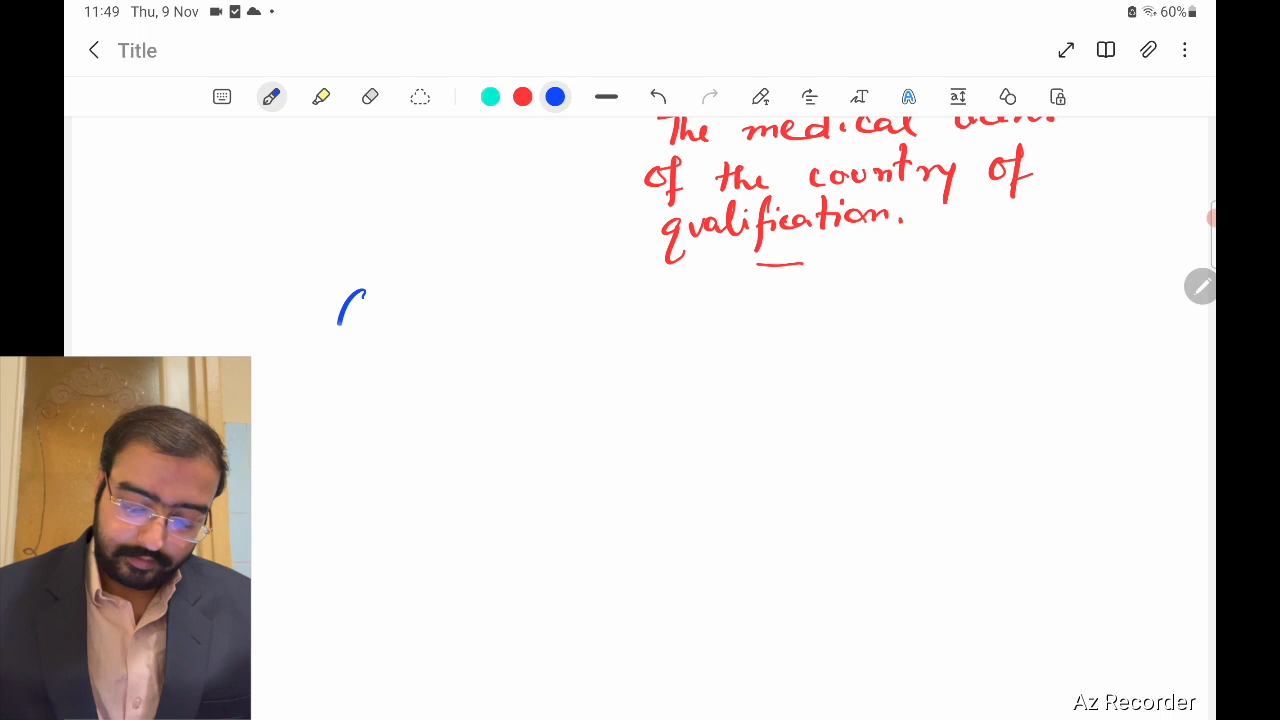 11:49 Thu, 9 Nov
60%
Title
The medical
of the country of
qualification.
Az Recorder